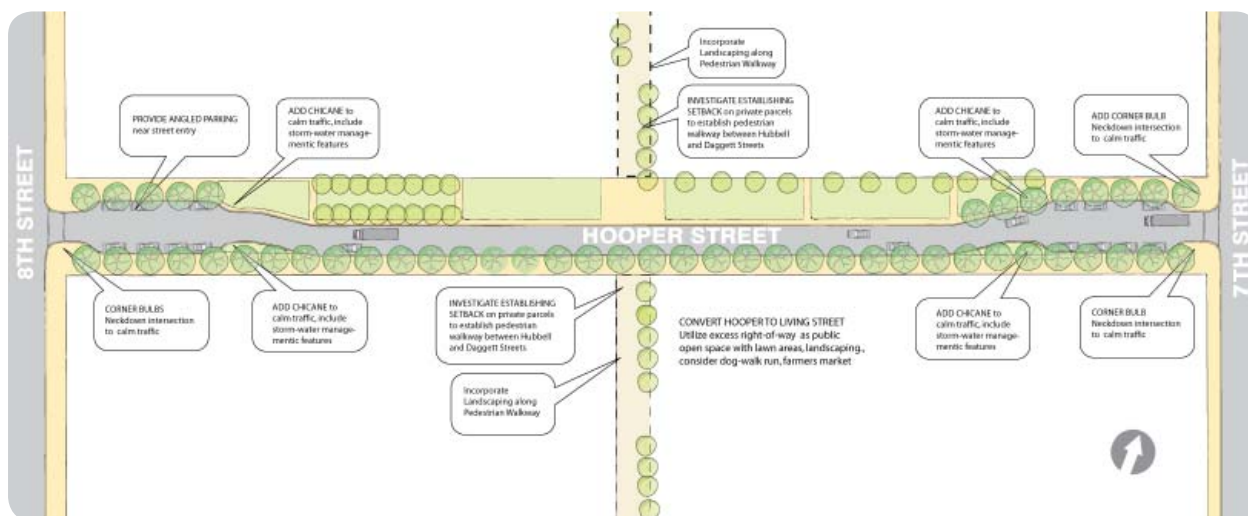 Incorporate
Landscaping along
Pedestrian Walkway
PROVIDE ANGLED PARKING
near street entry
ADD CHICANE to
calm traffic, include
storm-water manage-
mentic features
INVESTIGATE ESTABLISHING
SETBACK on private parcels
to establish pedestrian
walkway between Hubbell
and Daggett Streets
ADD CHICANE to
calm traffic, include
storm-water manage-
mentic features
ADD CORNER BULB
Neckdown intersection
to calm traffic
8TH STREET
HOOPER STREET
7TH STREET
CORNER BULBS
Neckdown intersection
to calm traffic
ADD CHICANE to
calm traffic, include
storm-water manage-
mentic features
INVESTIGATE ESTABLISHING
SETBACK on private parcels
to establish pedestrian
walkway between Hubbell
and Daggett Streets
CONVERT HOOPER TO LIVING STREET
Utilize excess right-of-way as public
open space with lawn areas, landscaping.,
consider dog-walk run, farmers market
ADD CHICANE to
calm traffic, include
storm-water manage-
mentic features
CORNER BULB
Neckdown intersection
to calm traffic
Incorporate
Landscaping along
Pedestrian Walkway